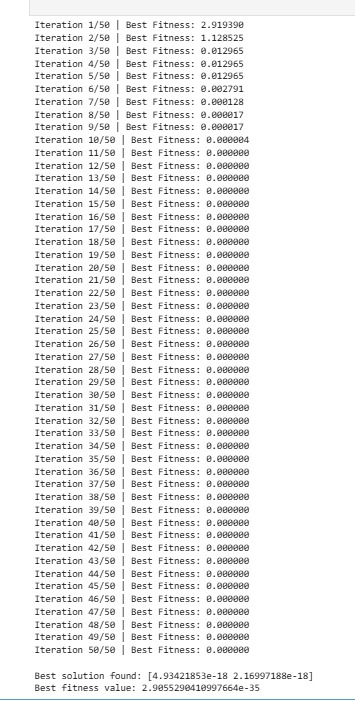 Iteration 1/50 | Best Fitness: 2.919390
Iteration 2/50 | Best Fitness: 1.128525
Iteration 3/50 | Best Fitness: 0.012965
Iteration 4/50 | Best Fitness: 0.012965
Iteration 5/50 | Best Fitness: 0.012965
Iteration 6/50 | Best Fitness: 0.002791
Iteration 7/50 | Best Fitness: 0.000128
Iteration 8/50 | Best Fitness: 0.000017
Iteration 9/50 | Best Fitness: 0.000017
Iteration 10/50 | Best Fitness: 0.000004
Iteration 11/50 | Best Fitness: 0.000000
Iteration 12/50 | Best Fitness: 0.000000
Iteration 13/50 | Best Fitness: 0.000000
Iteration 14/50 | Best Fitness: 0.000000
Iteration 15/50 | Best Fitness: 0.000000
Iteration 16/50 | Best Fitness: 0.000000
Iteration 17/50 | Best Fitness: 0.000000
Iteration 18/50 | Best Fitness: 0.000000
Iteration 19/50 | Best Fitness: 0.000000
Iteration 20/50 | Best Fitness: 0.000000
Iteration 21/50 | Best Fitness: 0.000000
Iteration 22/50 | Best Fitness: 0.000000
Iteration 23/50 | Best Fitness: 0.000000
Iteration 24/50 | Best Fitness: 0.000000
Iteration 25/50 | Best Fitness: 0.000000
Iteration 26/50 | Best Fitness: 0.000000
Iteration 27/50 | Best Fitness: 0.000000
Iteration 28/50 | Best Fitness: 0.000000
Iteration 29/50 | Best Fitness: 0.000000
Iteration 30/50 | Best Fitness: 0.000000
Iteration 31/50 | Best Fitness: 0.000000
Iteration 32/50 | Best Fitness: 0.000000
Iteration 33/50 | Best Fitness: 0.000000
Iteration 34/50 | Best Fitness: 0.000000
Iteration 35/50 | Best Fitness: 0.000000
Iteration 36/50 | Best Fitness: 0.000000
Iteration 37/50 | Best Fitness: 0.000000
Iteration 38/50 | Best Fitness: 0.000000
Iteration 39/50 | Best Fitness: 0.000000
Iteration 40/50 | Best Fitness: 0.000000
Iteration 41/50 | Best Fitness: 0.000000
Iteration 42/50 | Best Fitness: 0.000000
Iteration 43/50 | Best Fitness: 0.000000
Iteration 44/50 | Best Fitness: 0.000000
Iteration 45/50 | Best Fitness: 0.000000
Iteration 46/50 | Best Fitness: 0.000000
Iteration 47/50 | Best Fitness: 0.000000
Iteration 48/50 | Best Fitness: 0.000000
Iteration 49/50 | Best Fitness: 0.000000
Iteration 50/50 | Best Fitness: 0.000000
Best solution found: [4.93421853e-18 2.16997188e-18]
Best fitness value: 2.9055290410997664e-35